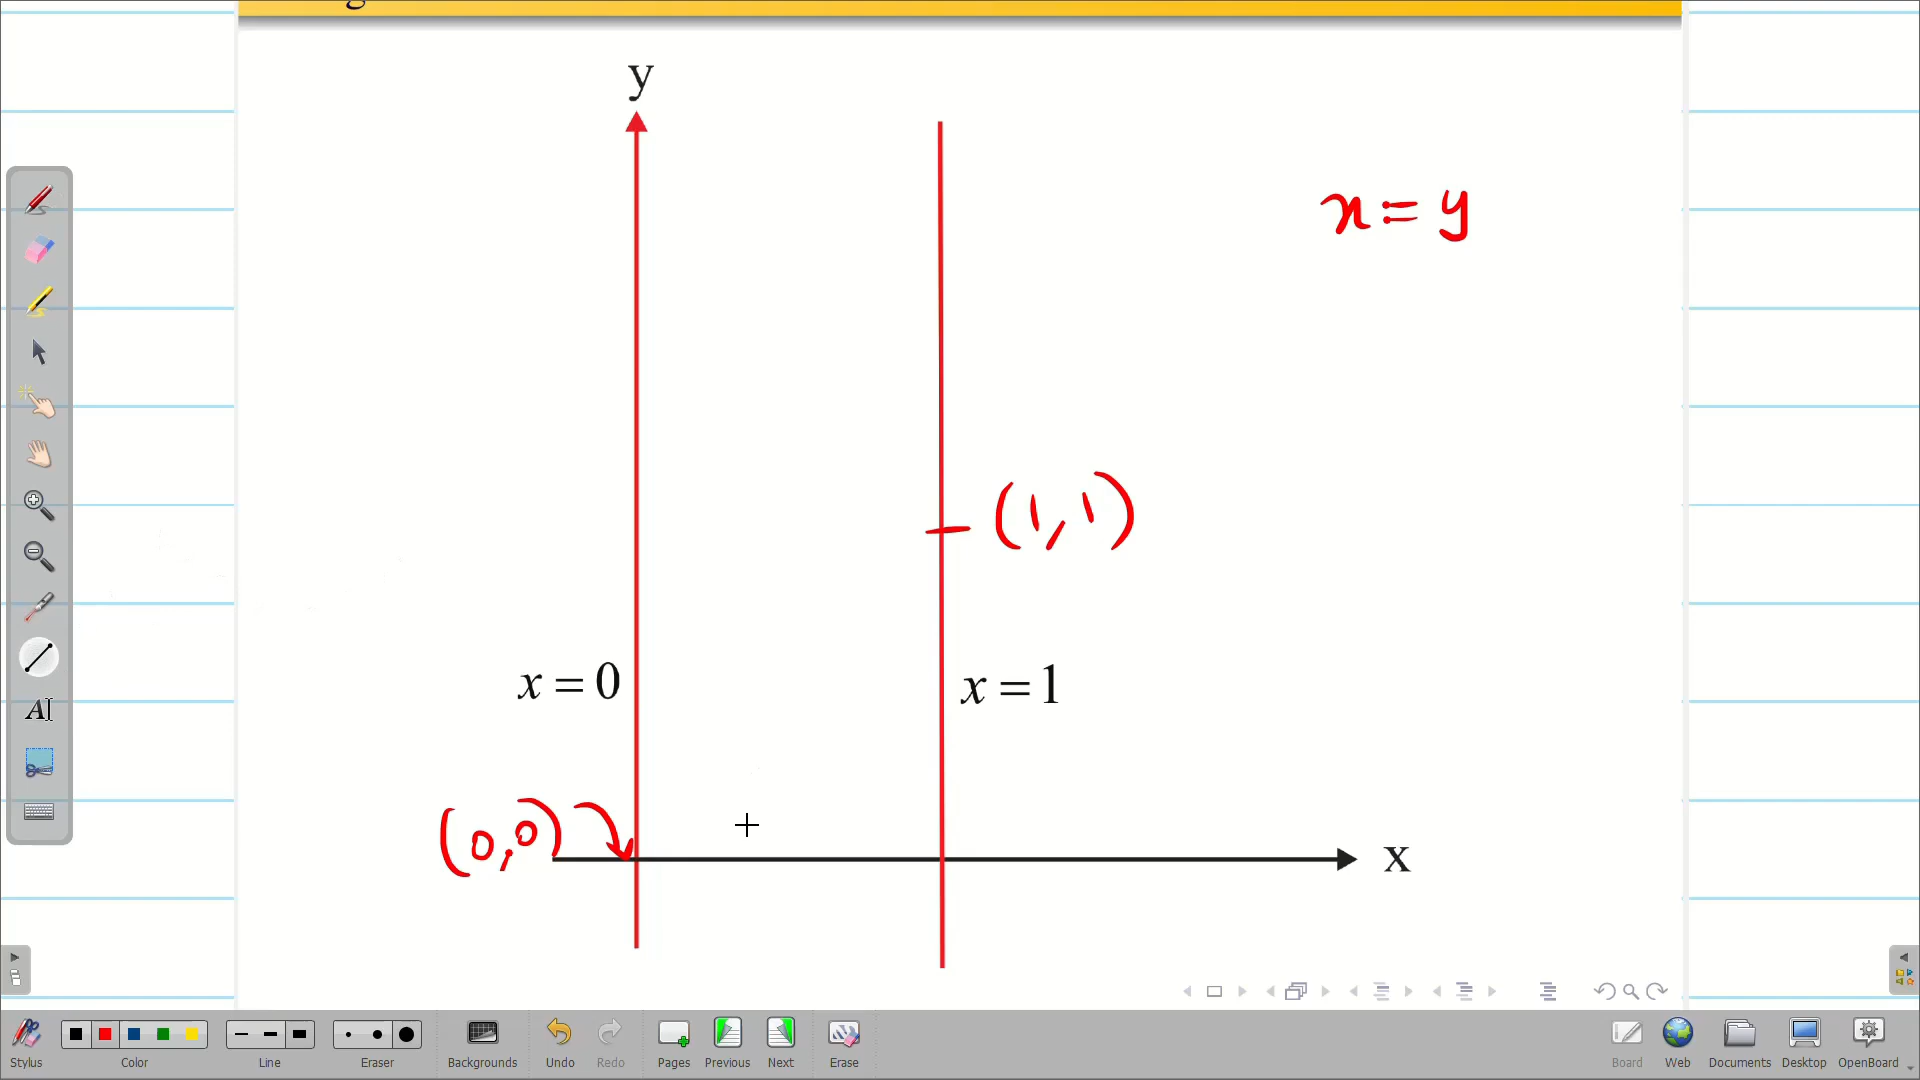 y
x = y
(1, 1)
x = 0
x = 1
(0, 0)
x
AI
Stylus
Color
Line
Eraser
Backgrounds
Undo
Redo
Pages
Previous
Next
Erase
Board
Web
Documents
Desktop
OpenBoard